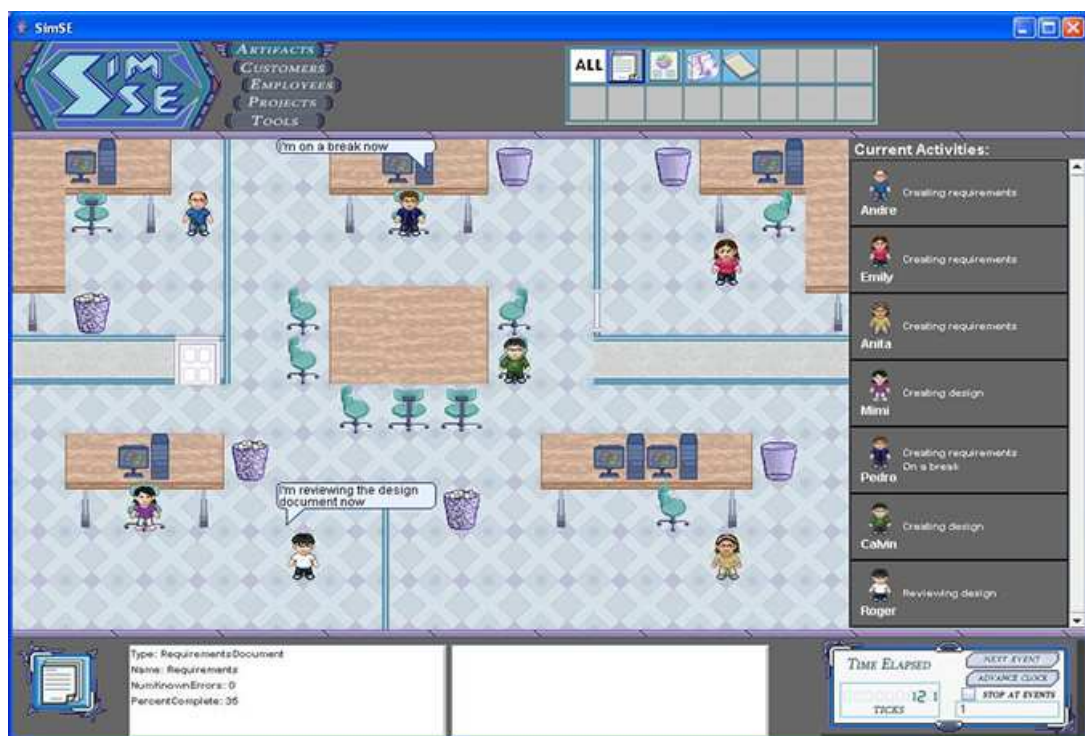 SimSE
SIM
SE
ARTIFACTS
CUSTOMERS
EMPLOYEES
PROJECTS
TOOLS
ALL
I'm on a break now
I'm reviewing the design
document now
Current Activities:
Creating requirements
Andre
Creating requirements
Emily
Creating requirements
Anita
Creating design
Mimi
Creating requirements
On a break
Pedro
Creating design
Calvin
Reviewing design
Roger
Type: RequirementsDocument
Name: Requirements
NumKnownErrors: 0
PercentComplete: 36
TIME ELAPSED
121
TICKS
NEXT EVENT
ADVANCE CLOCK
STOP AT EVENTS
1